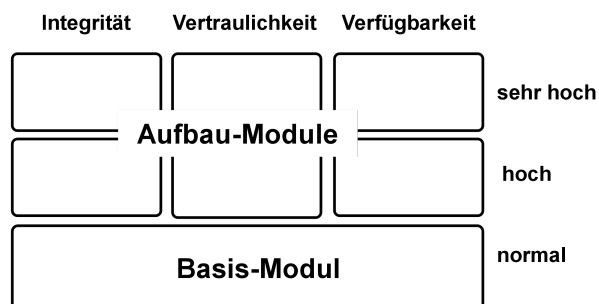 Integrität Vertraulichkeit Verfügbarkeit
sehr hoch
Aufbau-Module
hoch
normal
Basis-Modul